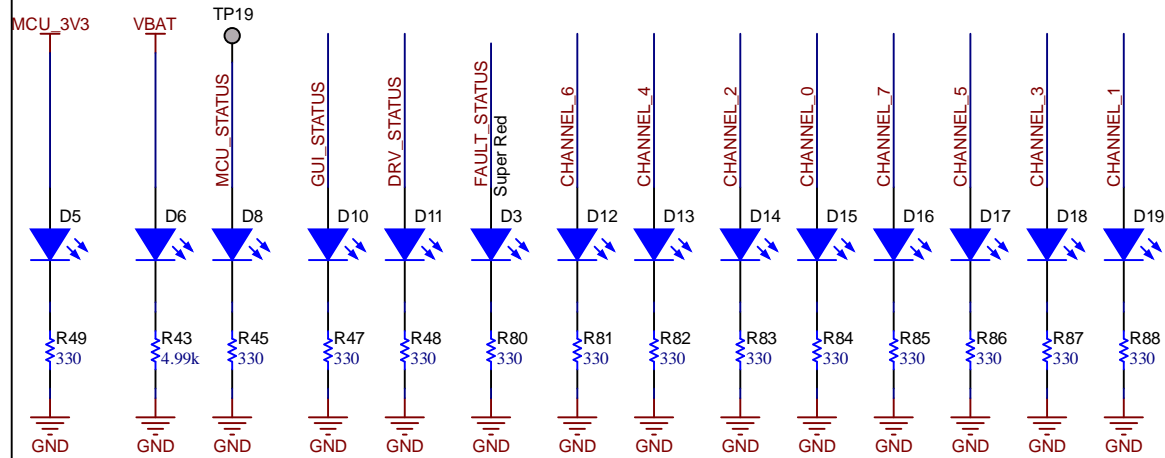 MCU_3V3
VBAT
TP19
MCU_STATUS
GUI_STATUS
DRV_STATUS
FAULT_STATUS
Super Red
CHANNEL_6
CHANNEL_4
CHANNEL_2
CHANNEL_0
CHANNEL_7
CHANNEL_5
CHANNEL_3
CHANNEL_1
D5
D6
D8
D10
D11
D3
D12
D13
D14
D15
D16
D17
D18
D19
R49
330
R43
4.99k
R45
330
R47
330
R48
330
R80
330
R81
330
R82
330
R83
330
R84
330
R85
330
R86
330
R87
330
R88
330
GND
GND
GND
GND
GND
GND
GND
GND
GND
GND
GND
GND
GND
GND